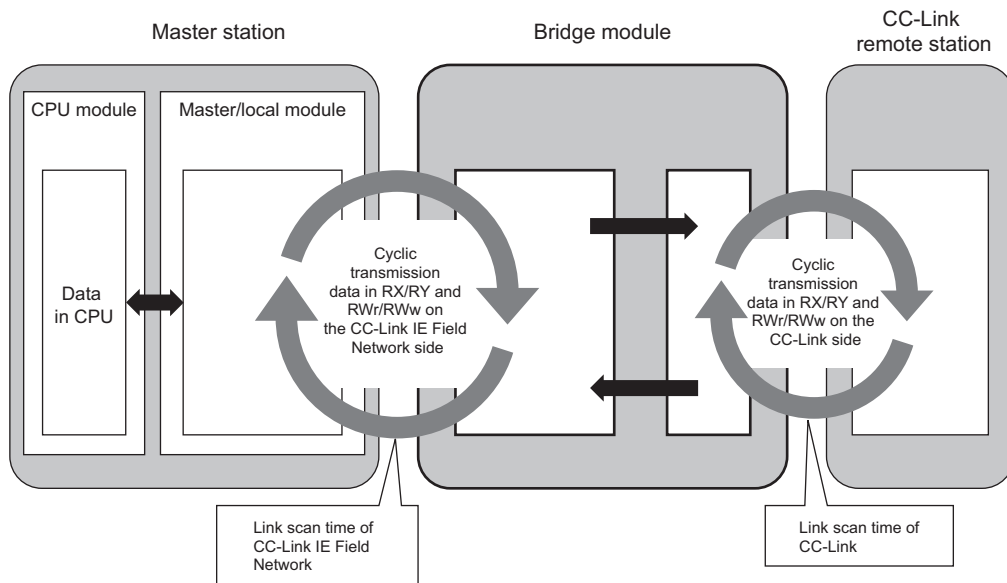 Master station
Bridge module
CC-Link
remote station
CPU module
Master/local module
Data
in CPU
Cyclic
transmission
data in RX/RY and
RWr/RWw on
the CC-Link IE Field
Network side
Cyclic
transmission
data in RX/RY and
RWr/RWw on the
CC-Link side
Link scan time of
CC-Link IE Field
Network
Link scan time of
CC-Link